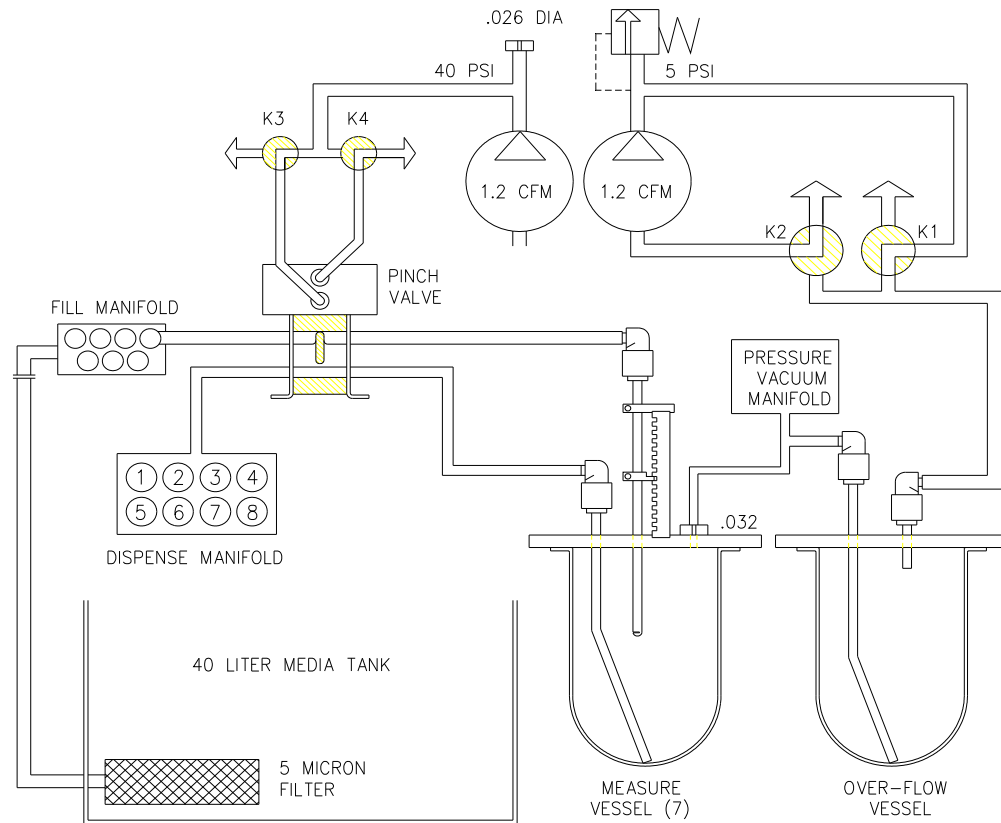 .026 DIA
40 PSI
5 PSI
K3
K4
1.2 CFM
1.2 CFM
K2
K1
PINCH
VALVE
FILL MANIFOLD
PRESSURE
VACUUM
MANIFOLD
1 2 3 4
5 6 7 8
.032
DISPENSE MANIFOLD
40 LITER MEDIA TANK
5 MICRON
FILTER
MEASURE
VESSEL (7)
OVER-FLOW
VESSEL